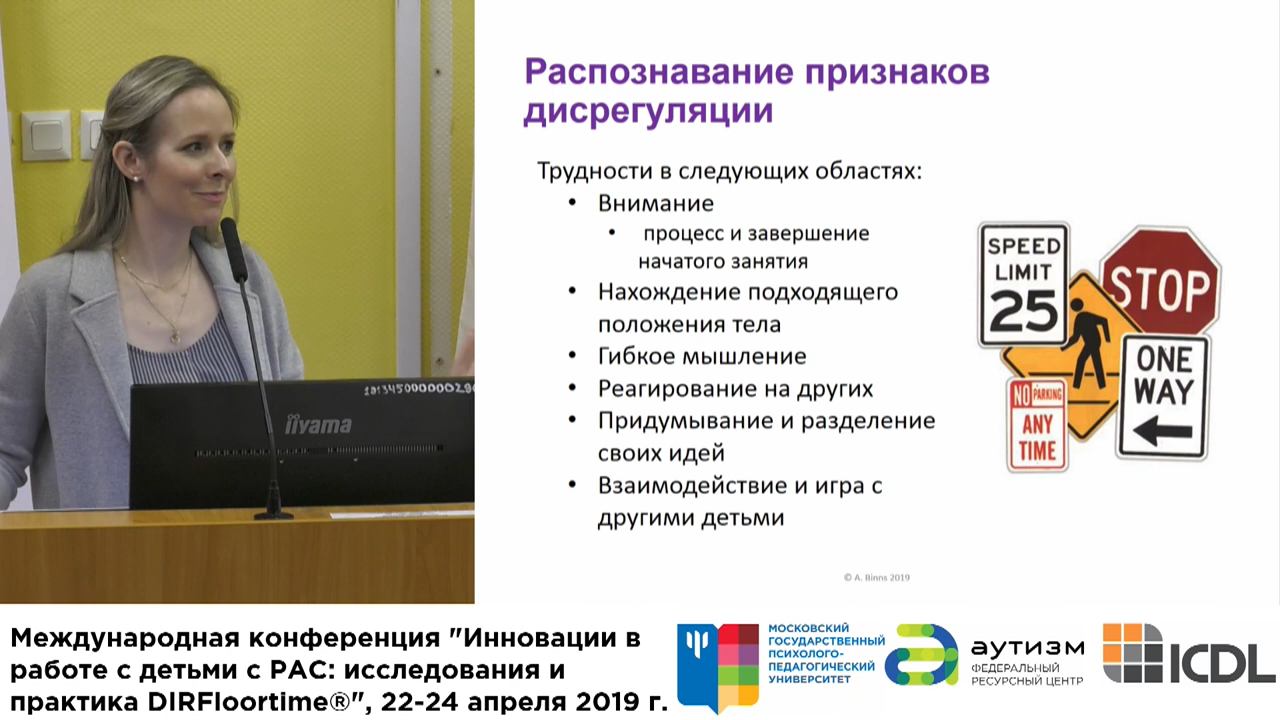 Распознавание признаков
дисрегуляции
Трудности в следующих областях:
• Внимание
• процесс и завершение
начатого занятия
• Нахождение подходящего
положения тела
• Гибкое мышление
• Реагирование на других
• Придумывание и разделение
своих идей
• Взаимодействие и игра с
другими детьми
SPEED
LIMIT
25
STOP
ONE
WAY
NO PARKING
ANY
TIME
© A. Binns 2019
iiyama
Международная конференция "Инновации в
работе с детьми с РАС: исследования и
практика DIRFloortime®", 22-24 апреля 2019 г.
МОСКОВСКИЙ
ГОСУДАРСТВЕННЫЙ
ПСИХОЛОГО-
ПЕДАГОГИЧЕСКИЙ
УНИВЕРСИТЕТ
аутизм
ФЕДЕРАЛЬНЫЙ
РЕСУРСНЫЙ ЦЕНТР
ICDL